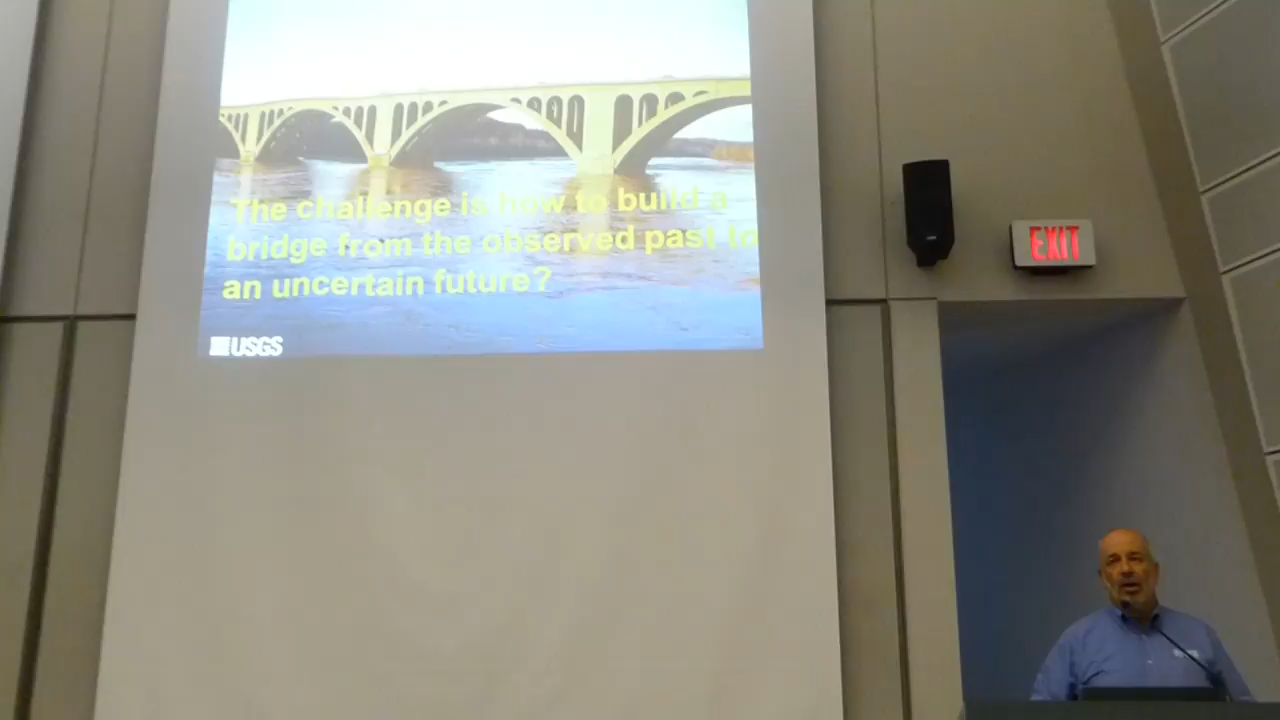 The challenge is how to build a
bridge from the observed past to
an uncertain future?
USGS
EXIT